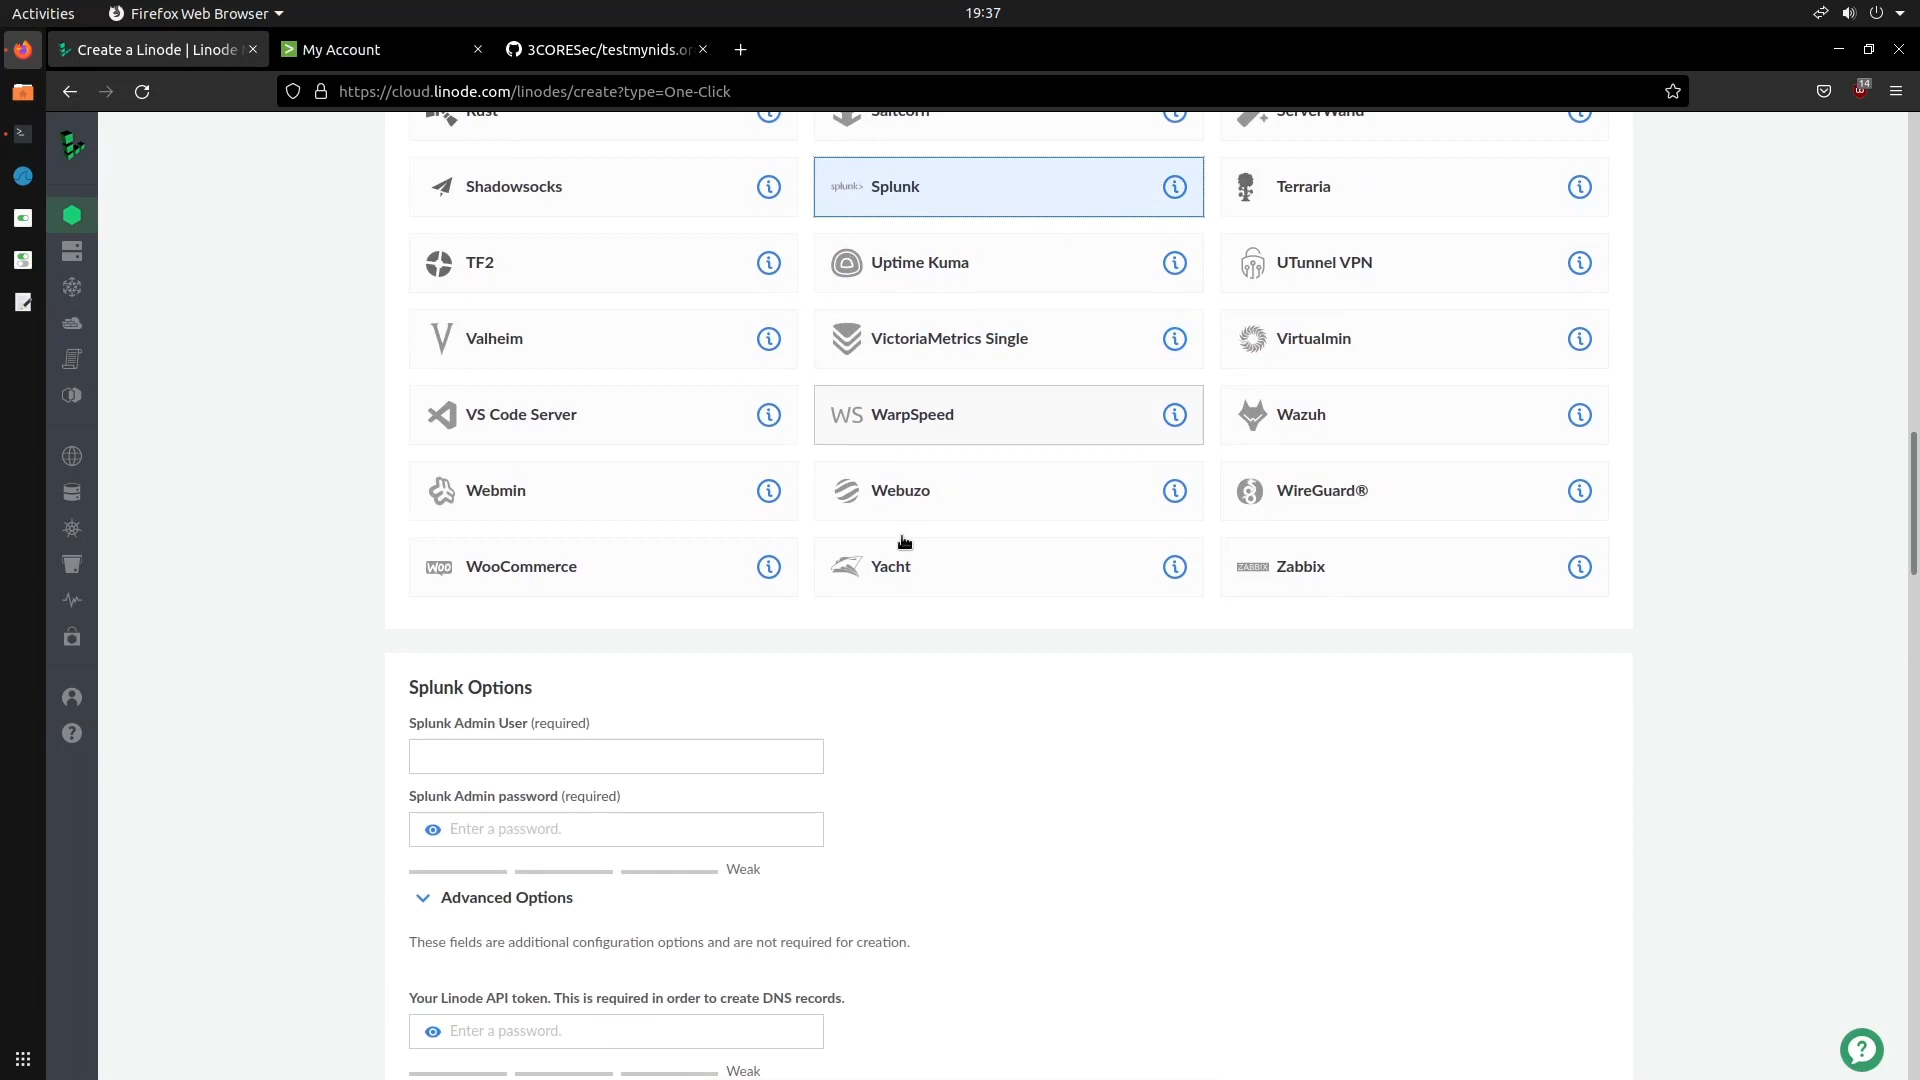 Activities Firefox Web Browser 19:37
Create a Linode | Linode My Account 3CORESec/testmynids.or
https://cloud.linode.com/linodes/create?type=One-Click 14
Rust Saltcorn ServerWand
Shadowsocks splunk> Splunk Terraria
TF2 Uptime Kuma UTunnel VPN
Valheim VictoriaMetrics Single Virtualmin
VS Code Server WS WarpSpeed Wazuh
Webmin Webuzo WireGuard®
WOO WooCommerce Yacht ZABBIX Zabbix
Splunk Options
Splunk Admin User (required)
Splunk Admin password (required)
Enter a password.
Weak
Advanced Options
These fields are additional configuration options and are not required for creation.
Your Linode API token. This is required in order to create DNS records.
Enter a password.
Weak